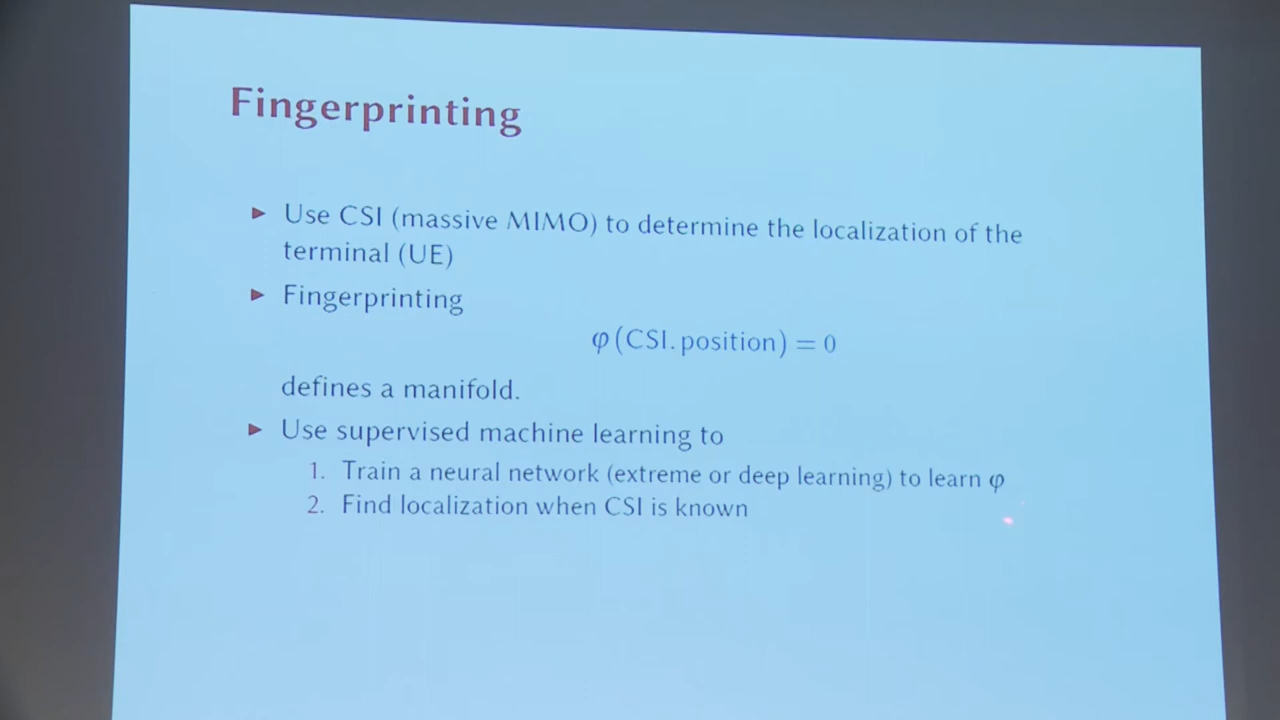 Fingerprinting
► Use CSI (massive MIMO) to determine the localization of the
terminal (UE)
► Fingerprinting
φ(CSI. position) = 0
defines a manifold.
► Use supervised machine learning to
1. Train a neural network (extreme or deep learning) to learn φ
2. Find localization when CSI is known